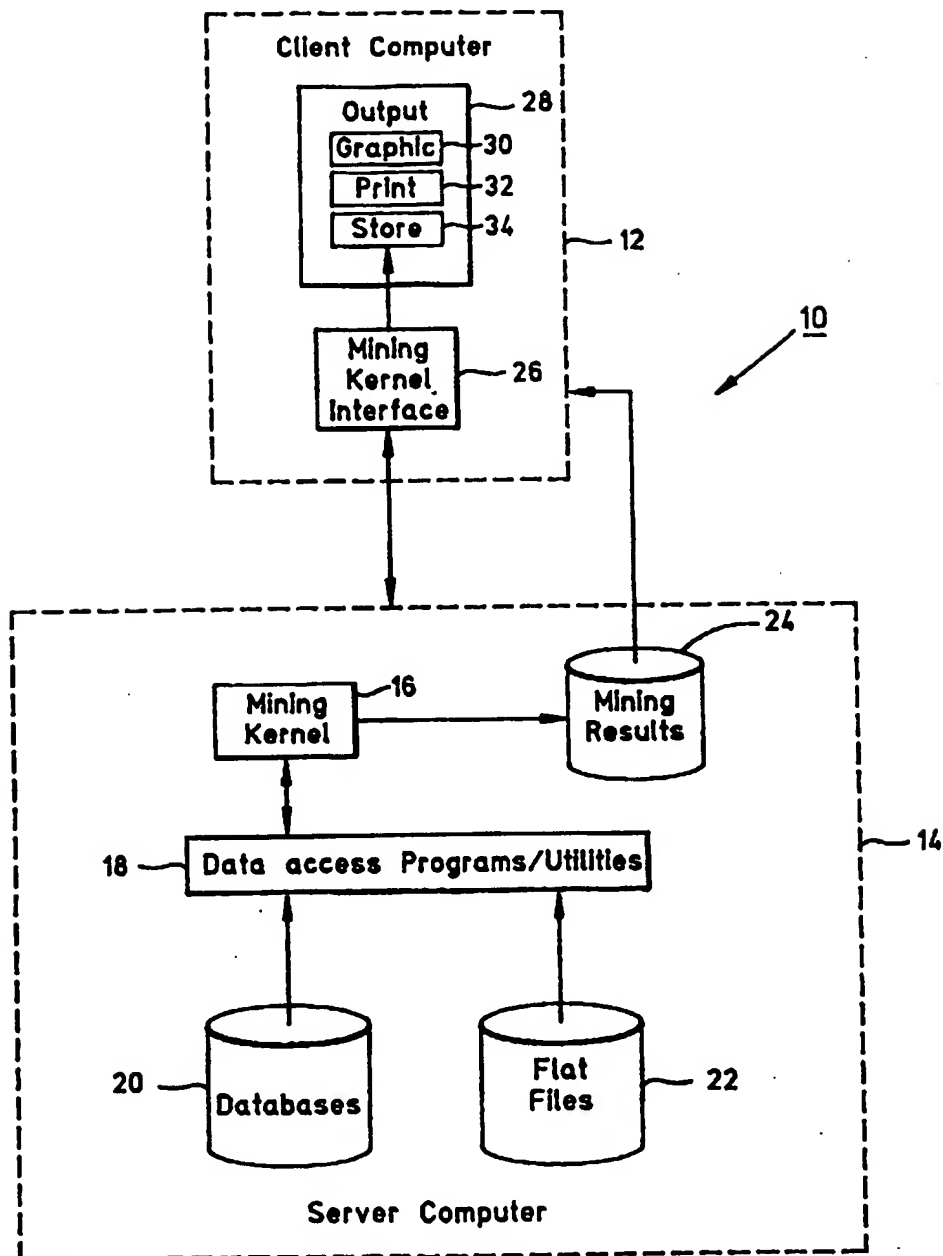 Client Computer
Output
28
Graphic
30
Print
32
Store
34
12
10
Mining
Kernel
Interface
26
24
Mining
Kernel
16
Mining
Results
18
Data access Programs/Utilities
14
20
Databases
Flat
Files
22
Server Computer